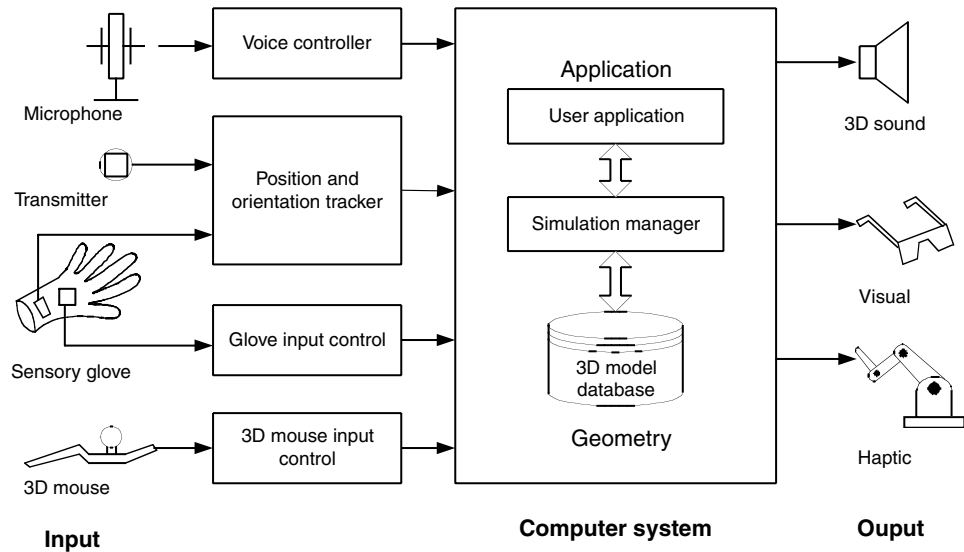 Microphone
Voice controller
Transmitter
Position and
orientation tracker
Sensory glove
Glove input control
3D mouse
3D mouse input
control
Input
Application
User application
Simulation manager
3D model
database
Geometry
Computer system
3D sound
Visual
Haptic
Ouput